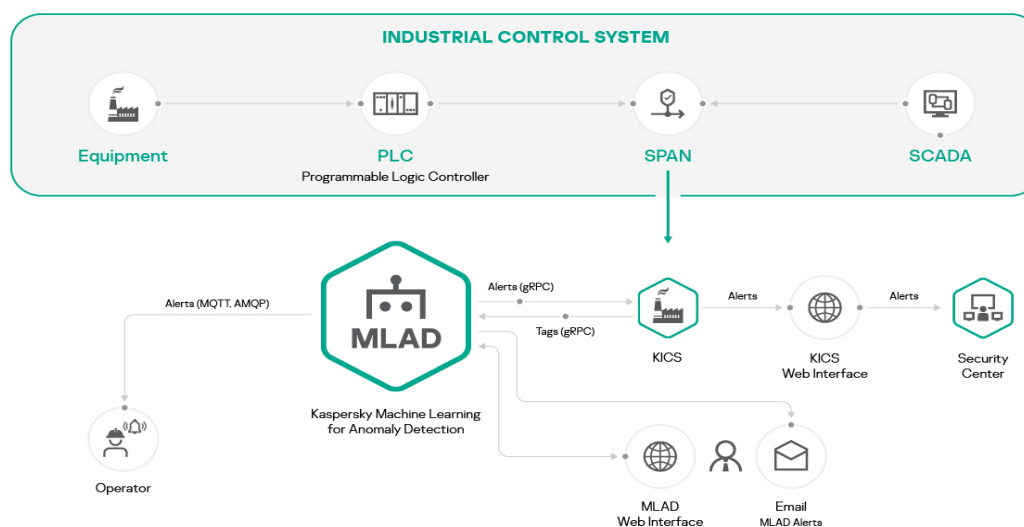 INDUSTRIAL CONTROL SYSTEM
Equipment
PLC
Programmable Logic Controller
SPAN
SCADA
Alerts (MQTT, AMQP)
MLAD
Alerts (gRPC)
Tags (gRPC)
Alerts
Alerts
KICS
KICS
Web Interface
Security
Center
Kaspersky Machine Learning
for Anomaly Detection
Operator
MLAD
Web Interface
Email
MLAD Alerts